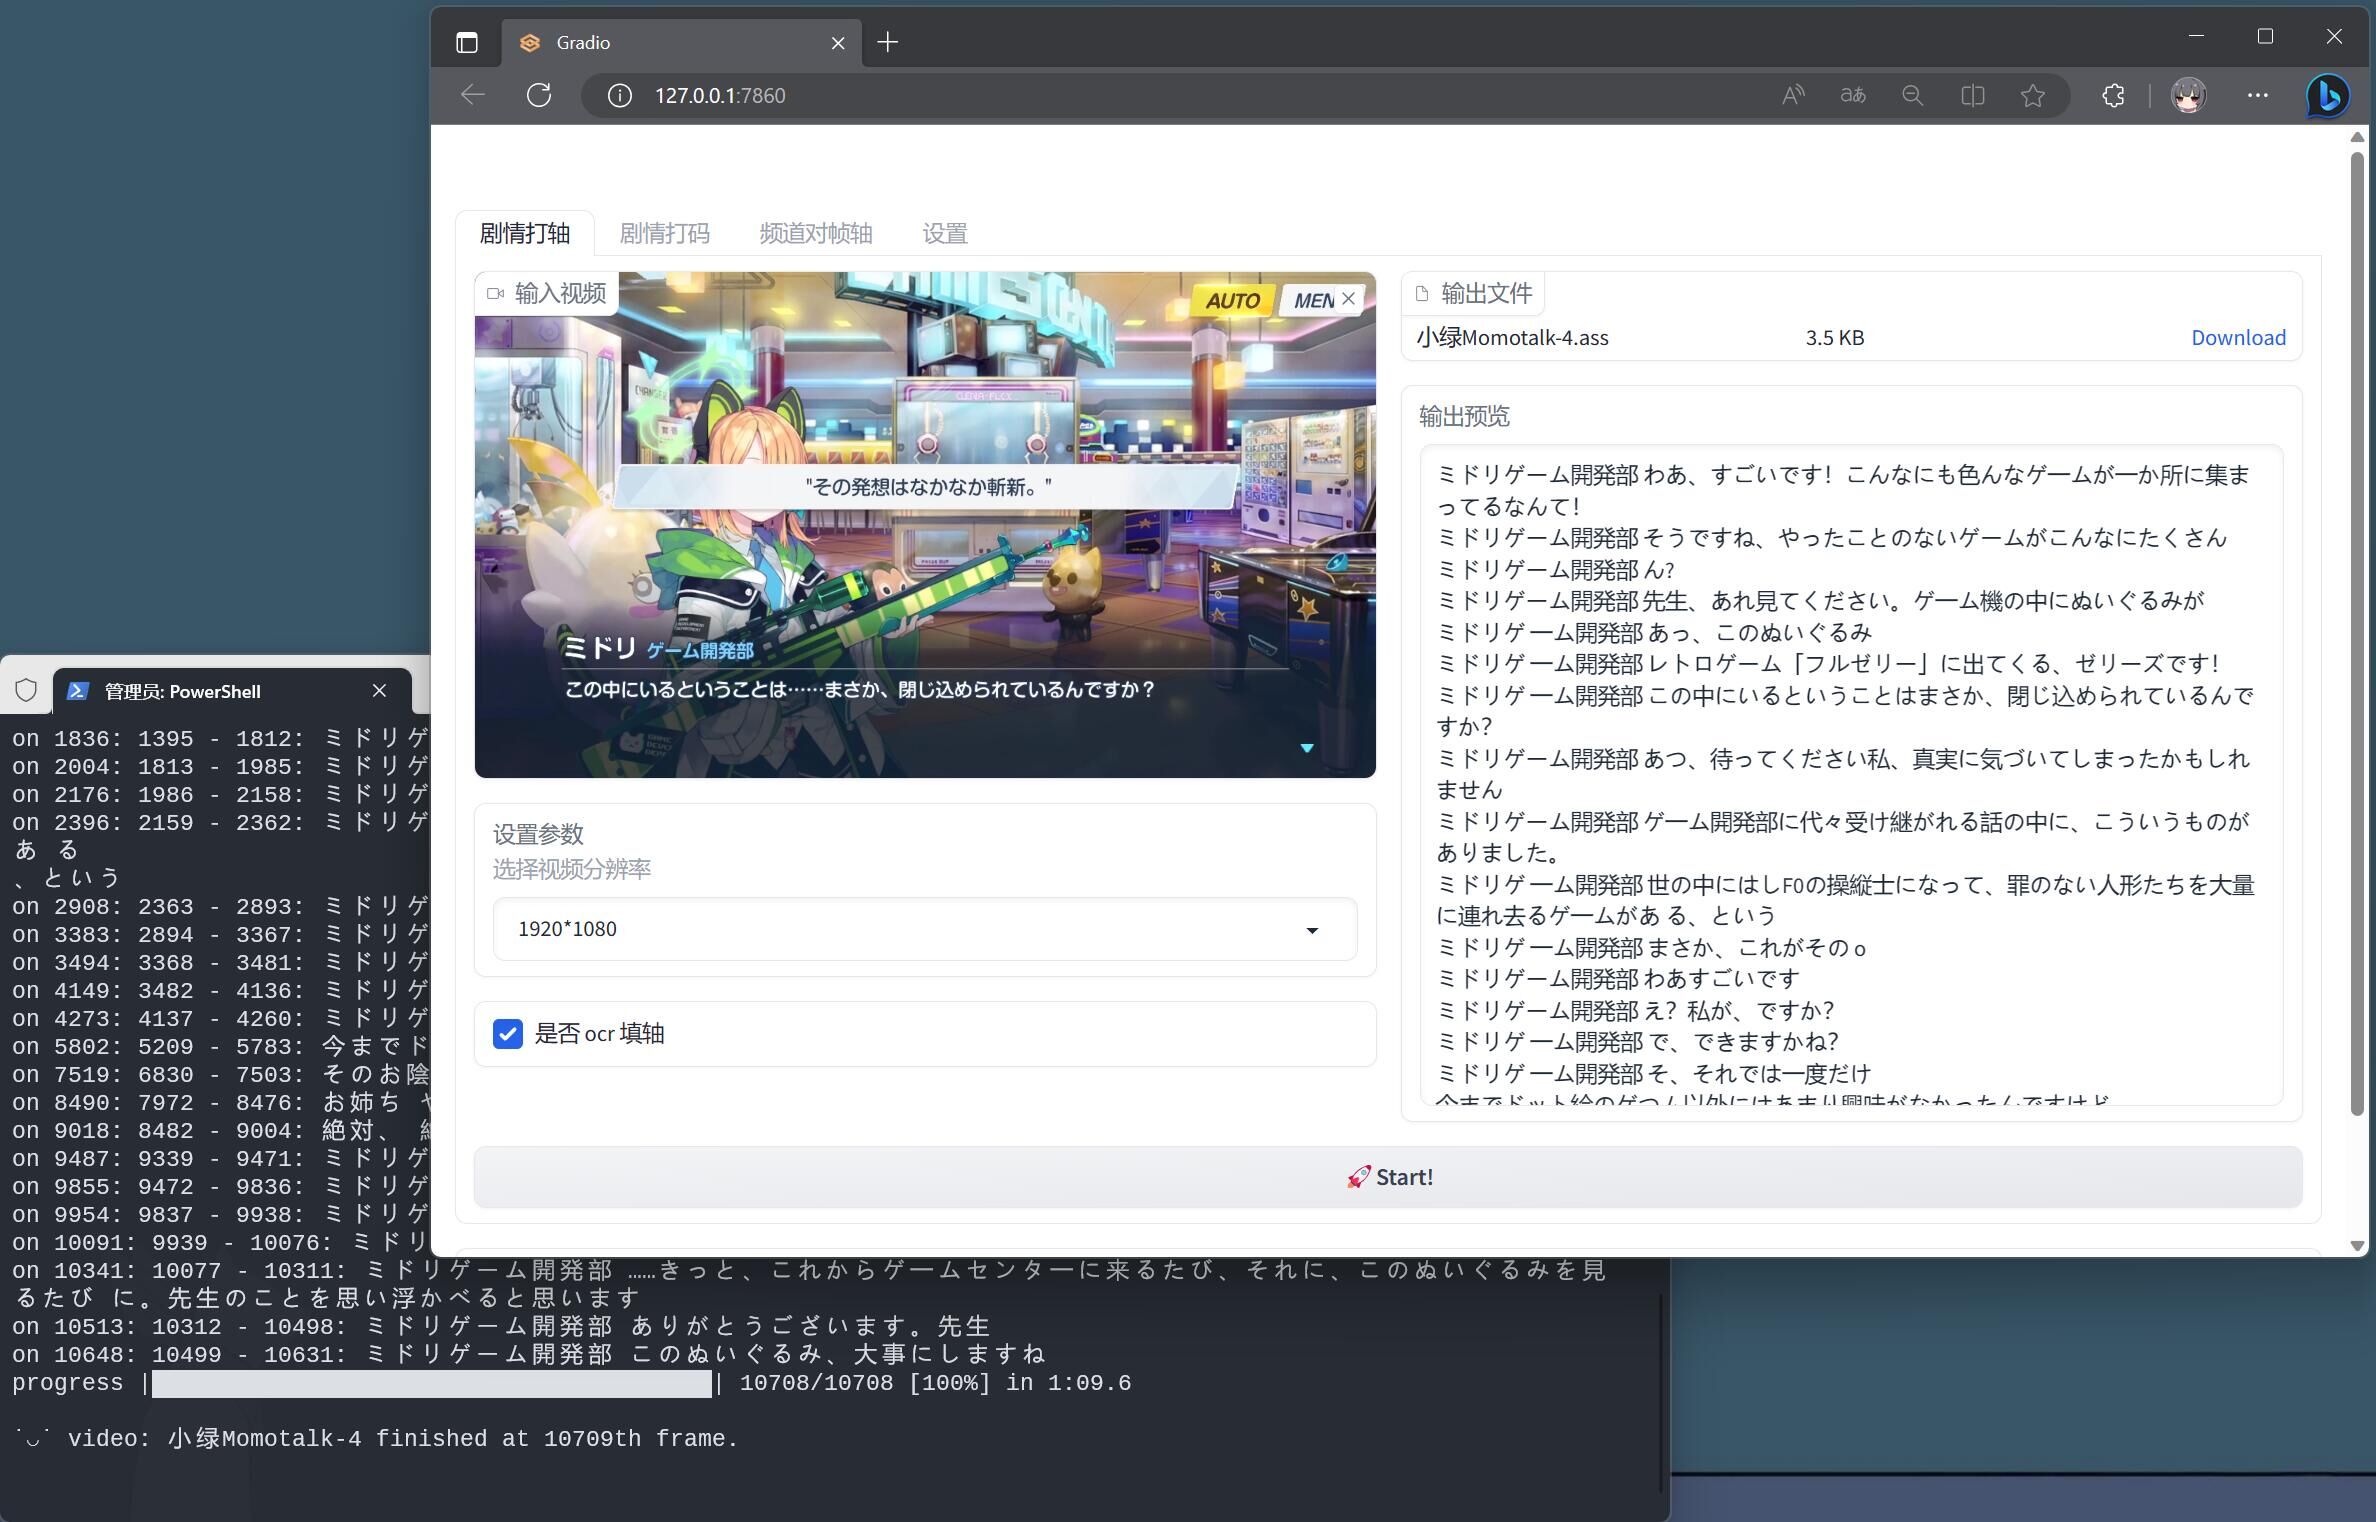 Gradio
127.0.0.1:7860
剧情打轴
剧情打码
频道对帧轴
设置
输入视频
AUTO
MEN
"その発想はなかなか斬新。"
ミドリ ゲーム開発部
この中にいるということは……まさか、閉じ込められているんですか？
设置参数
选择视频分辨率
1920*1080
是否 ocr 填轴
输出文件
小绿Momotalk-4.ass
3.5 KB
Download
输出预览
ミドリゲーム開発部 わあ、すごいです！こんなにも色んなゲームが一か所に集ま
ってるなんて！
ミドリゲーム開発部 そうですね、やったことのないゲームがこんなにたくさん
ミドリゲーム開発部 ん?
ミドリゲーム開発部 先生、あれ見てください。ゲーム機の中にぬいぐるみが
ミドリゲ一ム開発部 あっ、このぬいぐるみ
ミドリゲ一ム開発部 レトロゲーム「フルゼリー」に出てくる、ゼリーズです！
ミドリゲ一ム開発部 この中にいるということはまさか、閉じ込められているんで
すか？
ミドリゲーム開発部 あつ、待ってください私、真実に気づいてしまったかもしれ
ません
ミドリゲーム開発部 ゲーム開発部に代々受け継がれる話の中に、こういうものが
ありました。
ミドリゲ一ム開発部 世の中にはしF0の操縦士になって、罪のない人形たちを大量
に連れ去るゲームがあ る、という
ミドリゲ一ム開発部 まさか、これがその o
ミドリゲーム開発部 わあすごいです
ミドリゲーム開発部 え？私が、ですか？
ミドリゲ一ム開発部 で、できますかね？
ミドリゲ一ム開発部 そ、それでは一度だけ
今までドット絵のゲつム以外にはあまり興味がなかったんですけど
🚀 Start!
管理员: PowerShell
on 1836: 1395 - 1812: ミドリゲ
on 2004: 1813 - 1985: ミドリゲ
on 2176: 1986 - 2158: ミドリゲ
on 2396: 2159 - 2362: ミドリゲ
あ る
、という
on 2908: 2363 - 2893: ミドリゲ
on 3383: 2894 - 3367: ミドリゲ
on 3494: 3368 - 3481: ミドリゲ
on 4149: 3482 - 4136: ミドリゲ
on 4273: 4137 - 4260: ミドリゲ
on 5802: 5209 - 5783: 今までド
on 7519: 6830 - 7503: そのお陰
on 8490: 7972 - 8476: お姉ち
on 9018: 8482 - 9004: 絶対、
on 9487: 9339 - 9471: ミドリゲ
on 9855: 9472 - 9836: ミドリゲ
on 9954: 9837 - 9938: ミドリゲ
on 10091: 9939 - 10076: ミドリ
on 10341: 10077 - 10311: ミドリゲーム開発部 ……きっと、これからゲームセンターに来るたび、それに、このぬいぐるみを見
るたび に。先生のことを思い浮かべると思います
on 10513: 10312 - 10498: ミドリゲーム開発部 ありがとうございます。先生
on 10648: 10499 - 10631: ミドリゲーム開発部 このぬいぐるみ、大事にしますね
progress | | 10708/10708 [100%] in 1:09.6
˙◡˙ video: 小绿Momotalk-4 finished at 10709th frame.